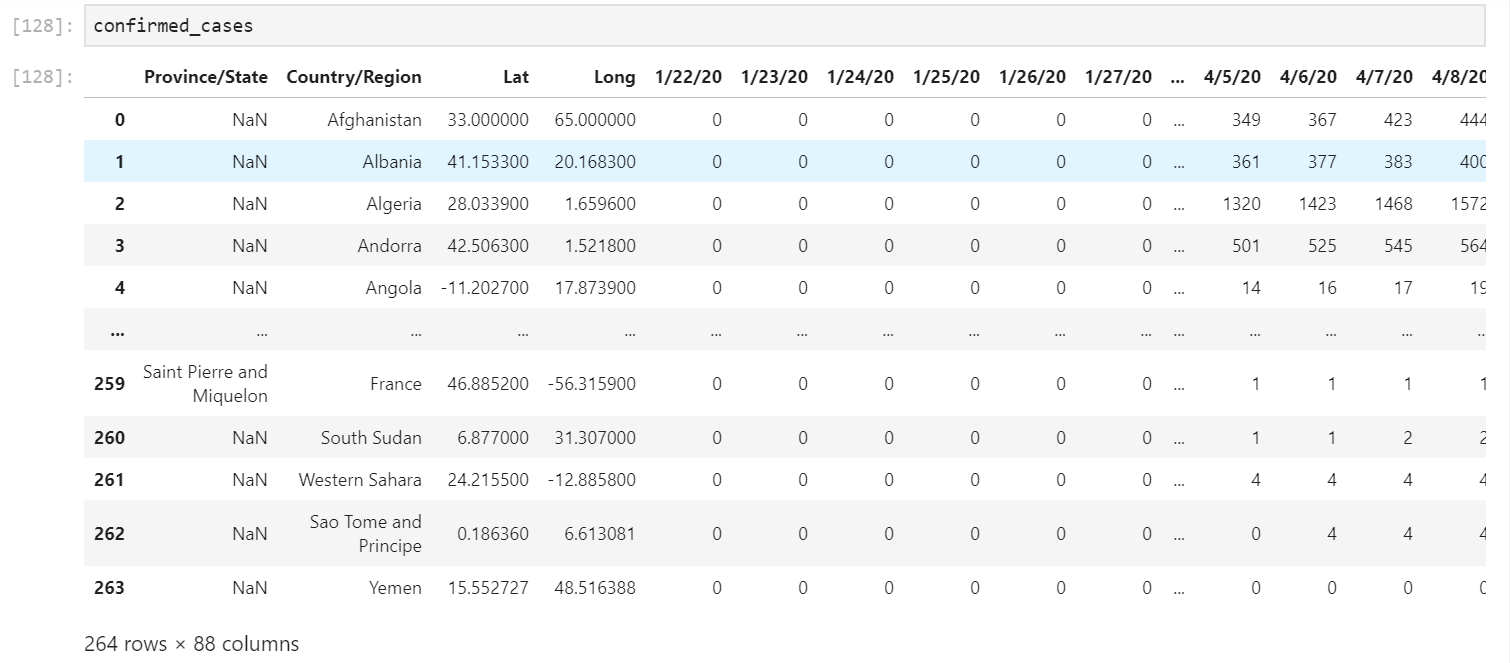 [128]: confirmed_cases
[128]: Province/State Country/Region Lat Long 1/22/20 1/23/20 1/24/20 1/25/20 1/26/20 1/27/20 ... 4/5/20 4/6/20 4/7/20 4/8/20
0 NaN Afghanistan 33.000000 65.000000 0 0 0 0 0 0 ... 349 367 423 444
1 NaN Albania 41.153300 20.168300 0 0 0 0 0 0 ... 361 377 383 400
2 NaN Algeria 28.033900 1.659600 0 0 0 0 0 0 ... 1320 1423 1468 1572
3 NaN Andorra 42.506300 1.521800 0 0 0 0 0 0 ... 501 525 545 564
4 NaN Angola -11.202700 17.873900 0 0 0 0 0 0 ... 14 16 17 19
... ... ... ... ... ... ... ... ... ... ... ... ... ... ... ..
259 Saint Pierre and
Miquelon France 46.885200 -56.315900 0 0 0 0 0 0 ... 1 1 1 1
260 NaN South Sudan 6.877000 31.307000 0 0 0 0 0 0 ... 1 1 2 2
261 NaN Western Sahara 24.215500 -12.885800 0 0 0 0 0 0 ... 4 4 4 4
262 NaN Sao Tome and
Principe 0.186360 6.613081 0 0 0 0 0 0 ... 0 4 4 4
263 NaN Yemen 15.552727 48.516388 0 0 0 0 0 0 ... 0 0 0 0
264 rows × 88 columns